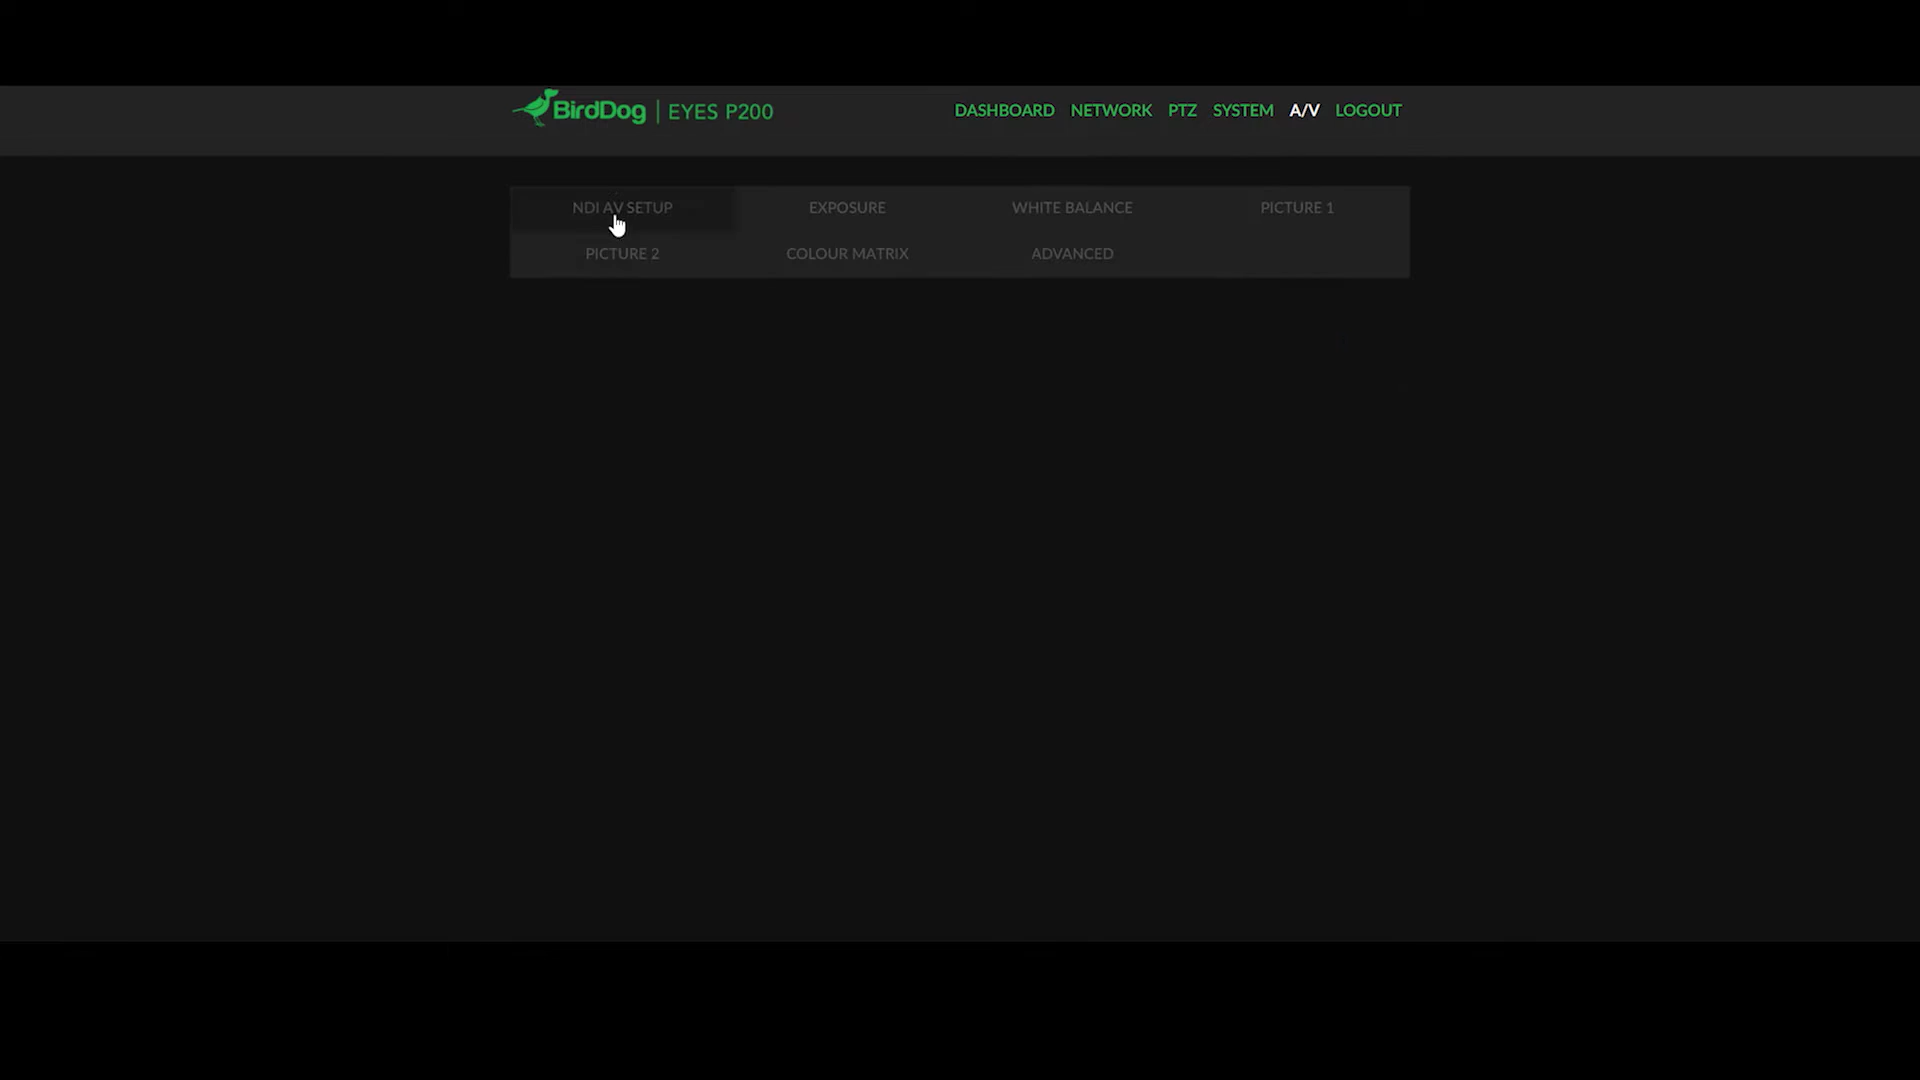 BirdDog | EYES P200
DASHBOARD NETWORK PTZ SYSTEM A/V LOGOUT
NDI AV SETUP EXPOSURE WHITE BALANCE PICTURE 1
PICTURE 2 COLOUR MATRIX ADVANCED